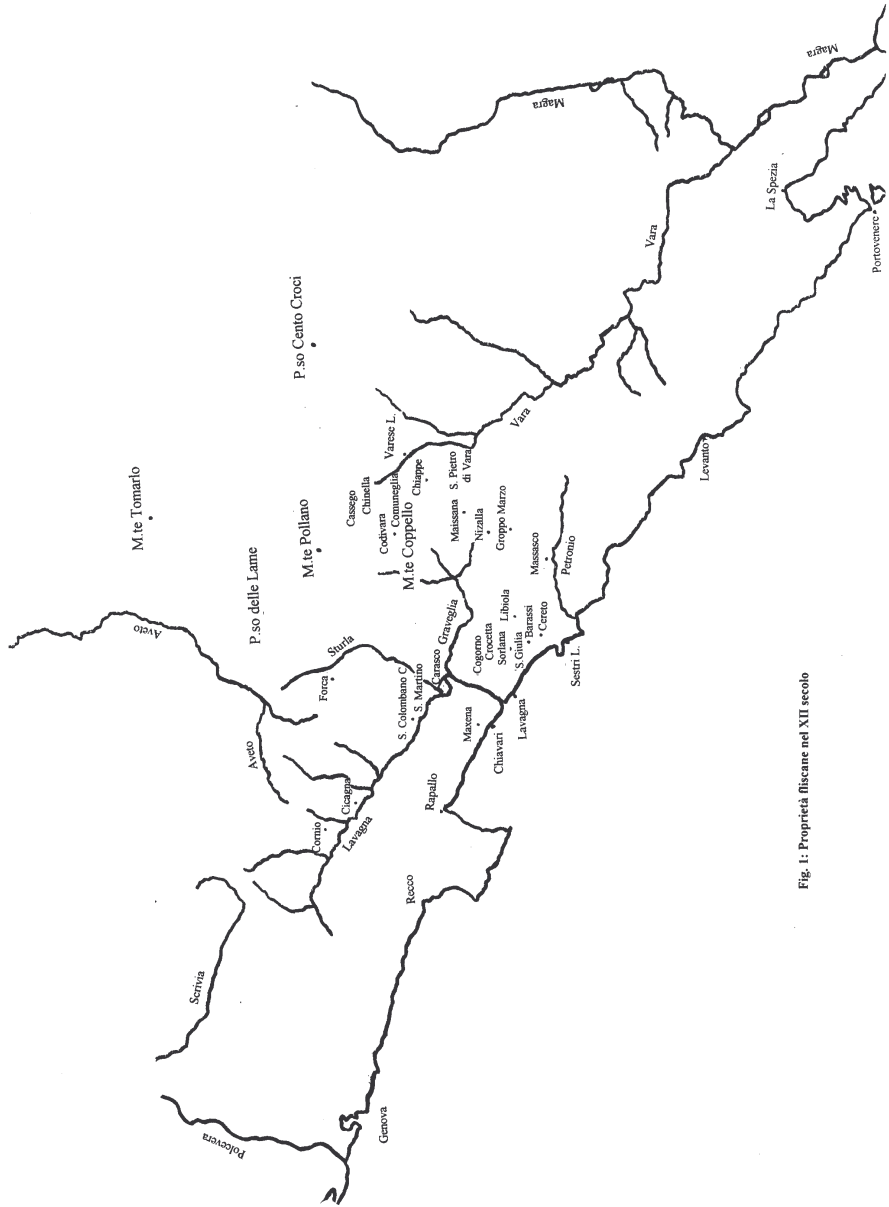 Magra
Magra
La Spezia
Portovenere
Vara
P.so Cento Croci
Vara
Levanto
M.te Tomarlo
Varese L.
Cassego
Chinella
Codivara
Comuneglia
Chiappe
S. Pietro
di Vara
M.te Pollano
M.te Coppello
Maissana
Nizalla
Groppo Marzo
Massasco
Petronio
P.so delle Lame
Aveto
Sturla
Graveglia
Cogorno
Crocetta
Sorlana
Libiola
S.Giulia
Barassi
Cereto
Sestri L.
Forca
S. Colombano C.
S. Martino
Carasco
Maxena
Chiavari
Lavagna
Aveto
Cicagna
Cornio
Lavagna
Rapallo
Recco
Scrivia
Polcevera
Genova
Fig. 1: Proprietà fliscane nel XII secolo